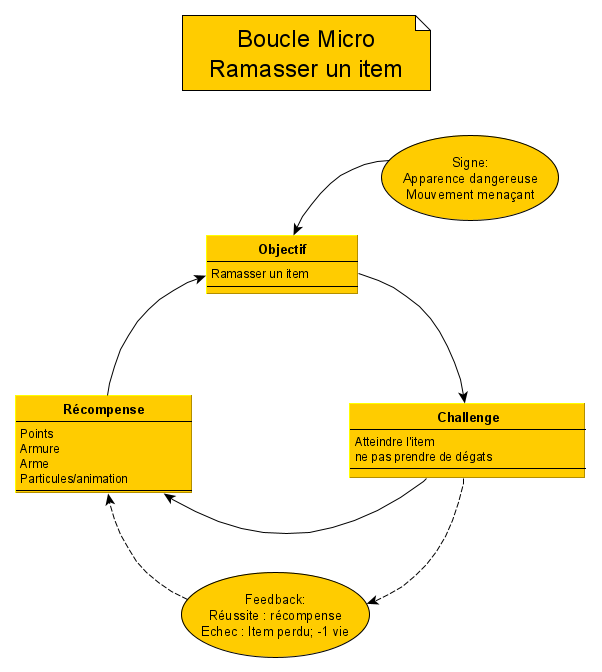 Boucle Micro
Ramasser un item
Signe:
Apparence dangereuse
Mouvement menaçant
Objectif
Ramasser un item
Récompense
Points
Armure
Arme
Particules/animation
Challenge
Atteindre l'item
ne pas prendre de dégats
Feedback:
Réussite : récompense
Echec : Item perdu; -1 vie